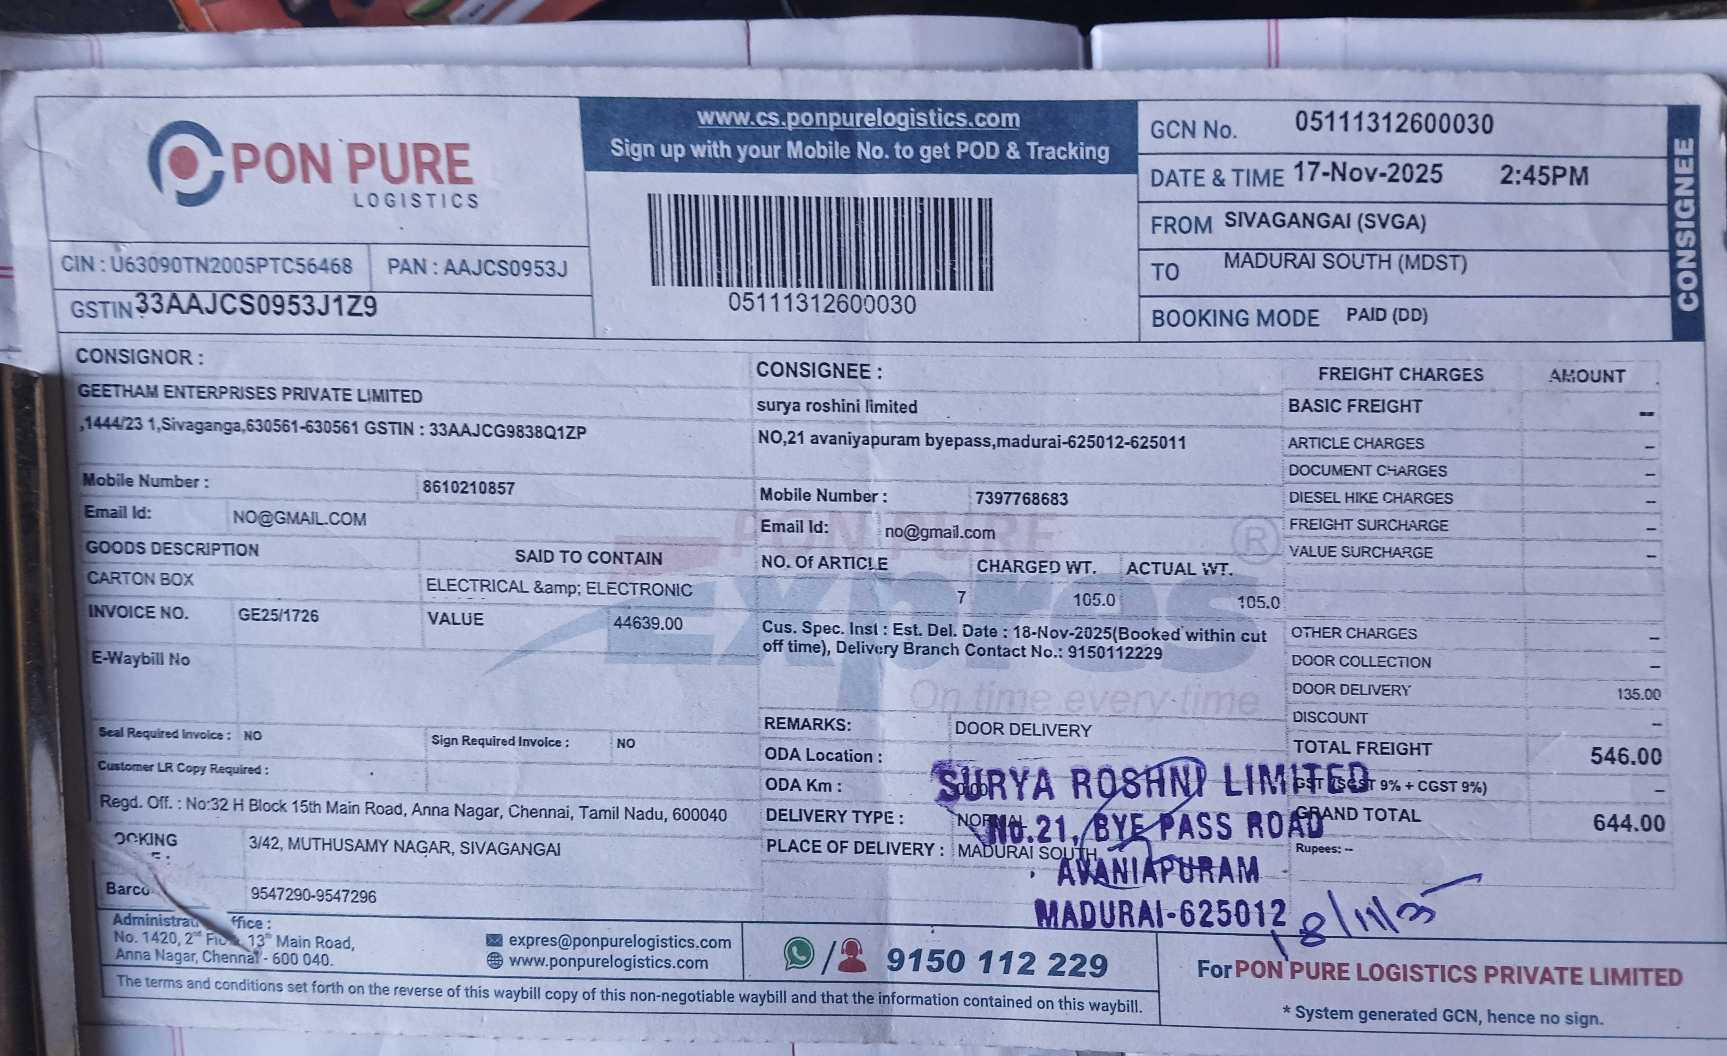 PON PURE
LOGISTICS
www.cs.ponpurelogistics.com
Sign up with your Mobile No. to get POD & Tracking
05111312600030
GCN No. 05111312600030
DATE & TIME 17-Nov-2025 2:45PM
FROM SIVAGANGAI (SVGA)
TO MADURAI SOUTH (MDST)
BOOKING MODE PAID (DD)
CONSIGNEE
CIN : U63090TN2005PTC56468 PAN : AAJCS0953J
GSTIN 33AAJCS0953J1Z9
CONSIGNOR :
GEETHAM ENTERPRISES PRIVATE LIMITED
,1444/23 1,Sivaganga,630561-630561 GSTIN : 33AAJCG9838Q1ZP
Mobile Number : 8610210857
Email Id: NO@GMAIL.COM
GOODS DESCRIPTION SAID TO CONTAIN
CARTON BOX ELECTRICAL &amp; ELECTRONIC
INVOICE NO. GE25/1726 VALUE 44639.00
E-Waybill No
Seal Required Invoice : NO Sign Required Invoice : NO
Customer LR Copy Required :
Regd. Off. : No:32 H Block 15th Main Road, Anna Nagar, Chennai, Tamil Nadu, 600040
3/42, MUTHUSAMY NAGAR, SIVAGANGAI
9547290-9547296
CONSIGNEE :
surya roshini limited
NO,21 avaniyapuram byepass,madurai-625012-625011
Mobile Number : 7397768683
Email Id: no@gmail.com
NO. Of ARTICLE CHARGED WT. ACTUAL WT.
7 105.0 105.0
Cus. Spec. Inst : Est. Del. Date : 18-Nov-2025(Booked within cut
off time), Delivery Branch Contact No.: 9150112229
PON PURE
Expres ®
On time every time
REMARKS: DOOR DELIVERY
ODA Location :
ODA Km :
DELIVERY TYPE : NORMAL
PLACE OF DELIVERY : MADURAI SOUTH
FREIGHT CHARGES AMOUNT
BASIC FREIGHT --
ARTICLE CHARGES --
DOCUMENT CHARGES --
DIESEL HIKE CHARGES --
FREIGHT SURCHARGE --
VALUE SURCHARGE --
OTHER CHARGES --
DOOR COLLECTION --
DOOR DELIVERY 135.00
DISCOUNT --
TOTAL FREIGHT 546.00
GST (SGST 9% + CGST 9%) --
GRAND TOTAL 644.00
Rupees: --
SURYA ROSHNI LIMITED
No.21, BYE PASS ROAD
AVANIAPURAM
MADURAI-625012
18/11/25
No. 1420, 2nd 13th Main Road,
Anna Nagar, Chennai - 600 040.
expres@ponpurelogistics.com
www.ponpurelogistics.com
9150 112 229
For PON PURE LOGISTICS PRIVATE LIMITED
The terms and conditions set forth on the reverse of this waybill copy of this non-negotiable waybill and that the information contained on this waybill.
* System generated GCN, hence no sign.